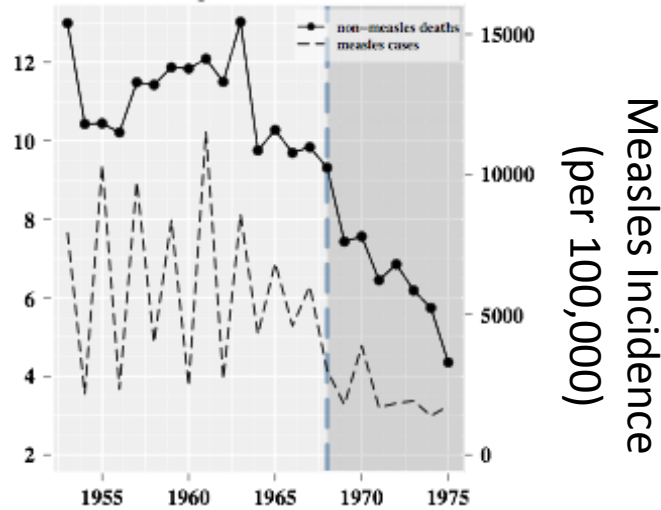 non-measles deaths
measles cases
12
10
8
6
4
2
15000
10000
5000
0
1955 1960 1965 1970 1975
Measles Incidence
(per 100,000)